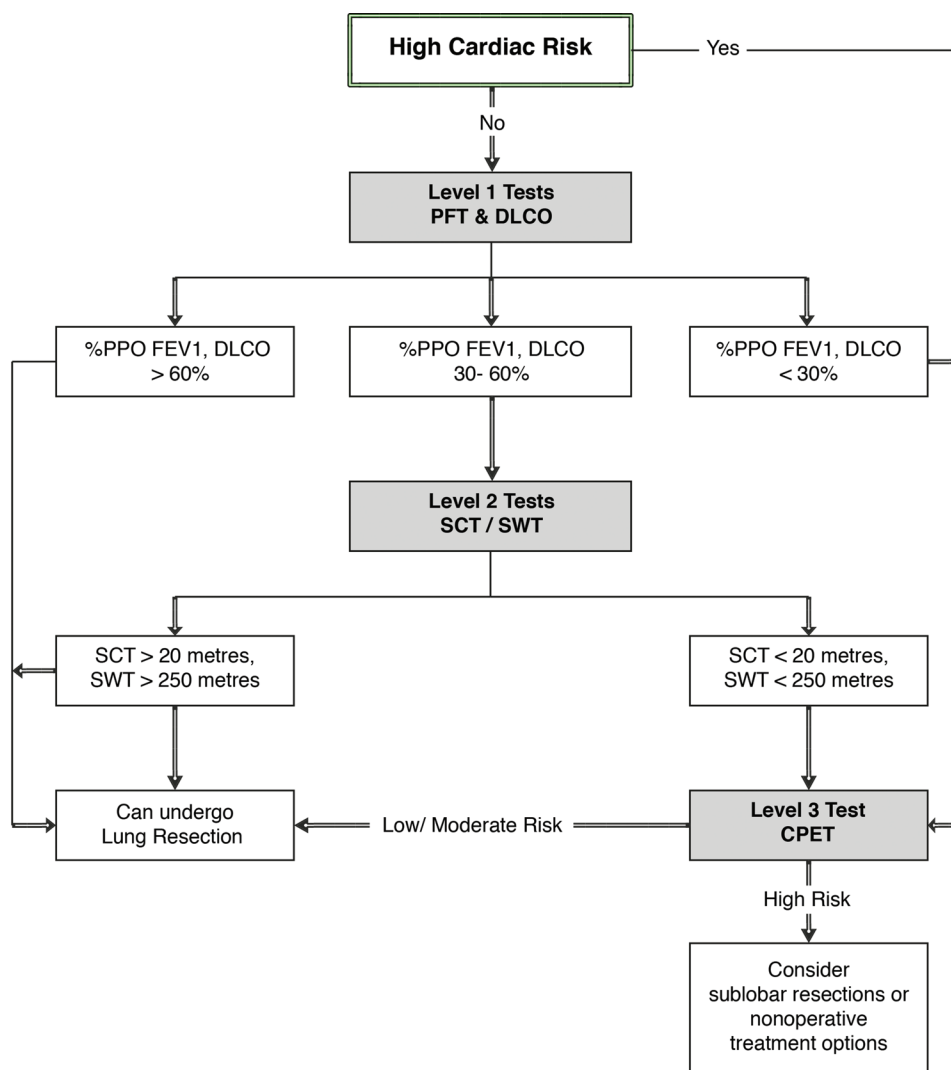 High Cardiac Risk
Yes
No
Level 1 Tests
PFT & DLCO
%PPO FEV1, DLCO
> 60%
%PPO FEV1, DLCO
30- 60%
%PPO FEV1, DLCO
< 30%
Level 2 Tests
SCT / SWT
SCT > 20 metres,
SWT > 250 metres
SCT < 20 metres,
SWT < 250 metres
Can undergo
Lung Resection
Low/ Moderate Risk
Level 3 Test
CPET
High Risk
Consider
sublobar resections or
nonoperative
treatment options